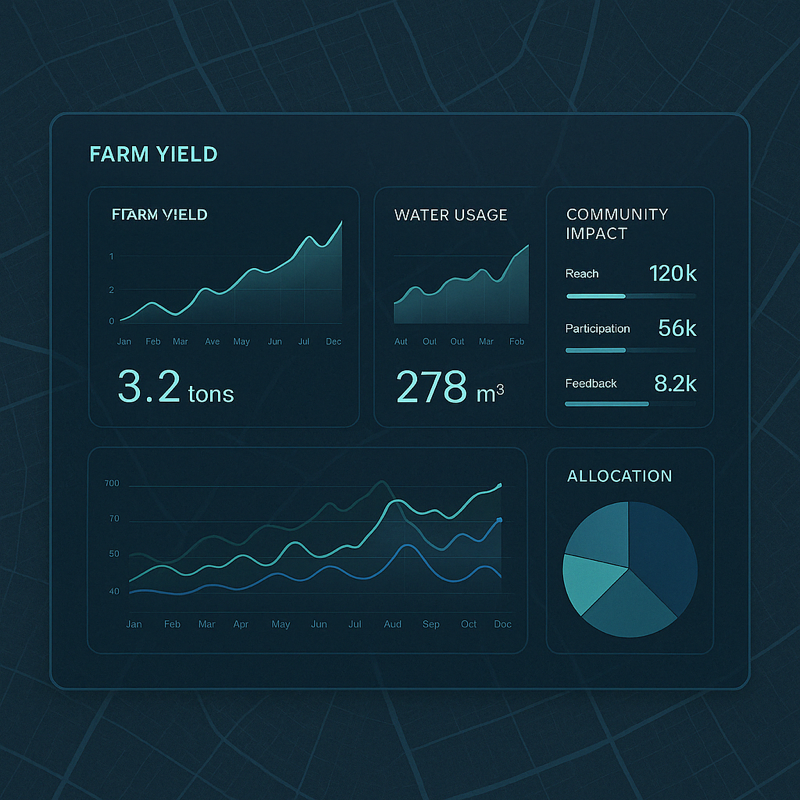 FARM YIELD
FTARM YIELD
1
2
0
Jan Feb Mar Ave May Jun Jul Dec
3.2 tons
WATER USAGE
Aut Out Out Mar Fob
278 m³
COMMUNITY
IMPACT
Reach 120k
Participation 56k
Feedback 8.2k
700
70
50
40
Jan Feb Mar Apr May Jun Jul Aud Sep Oct Doc
ALLOCATION